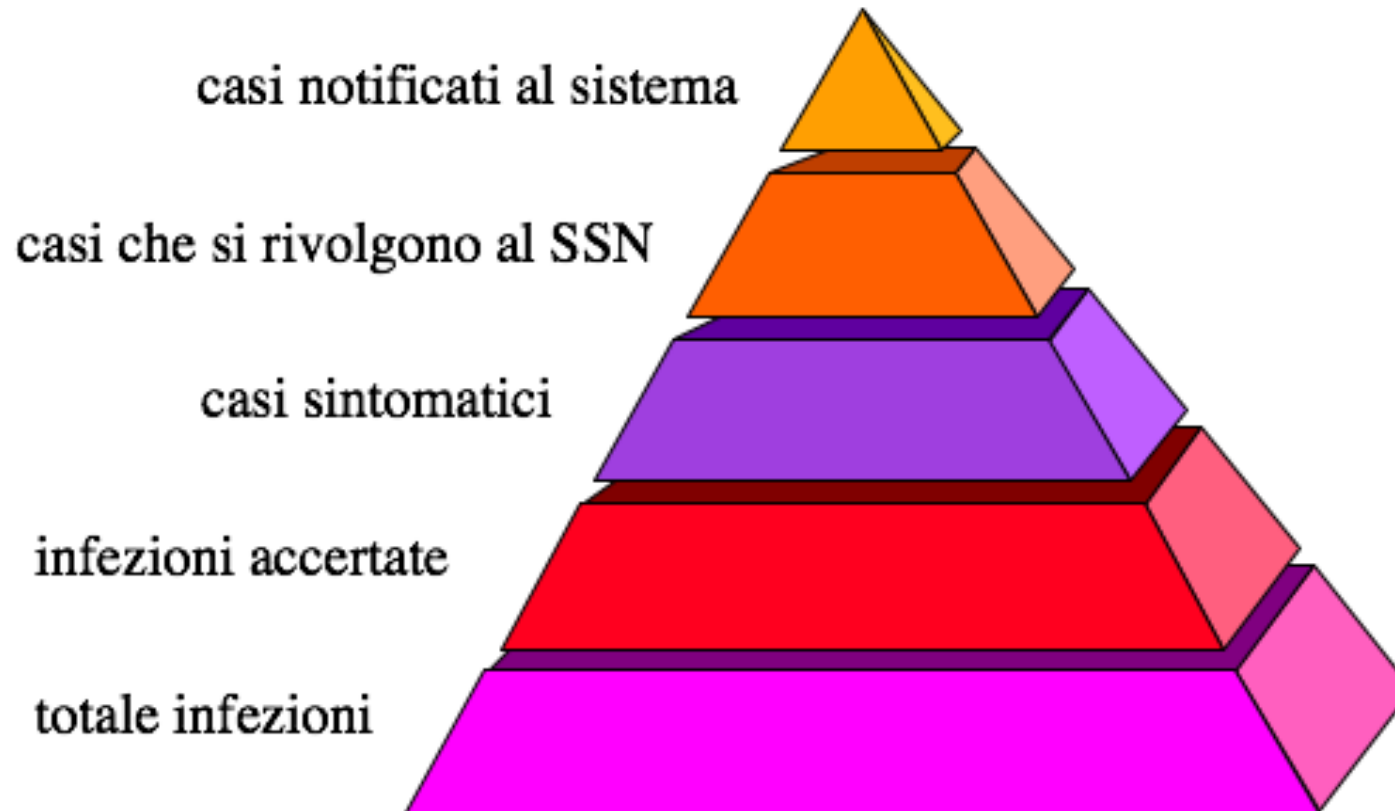 casi notificati al sistema
casi che si rivolgono al SSN
casi sintomatici
infezioni accertate
totale infezioni